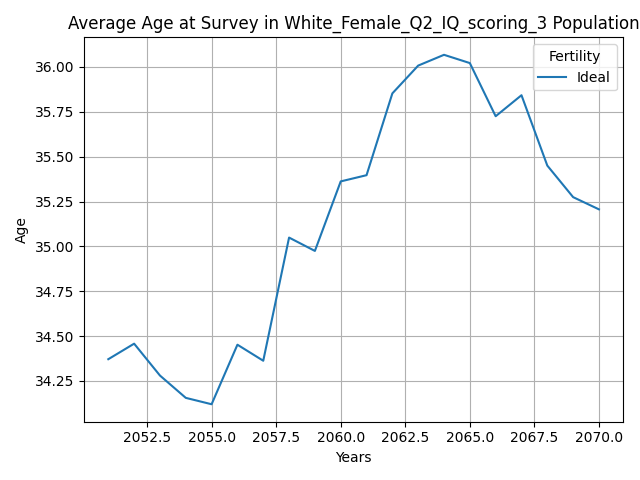 Average Age at Survey in White_Female_Q2_IQ_scoring_3 Population
Fertility
Ideal
36.00
35.75
35.50
35.25
35.00
34.75
34.50
34.25
Age
2052.5 2055.0 2057.5 2060.0 2062.5 2065.0 2067.5 2070.0
Years